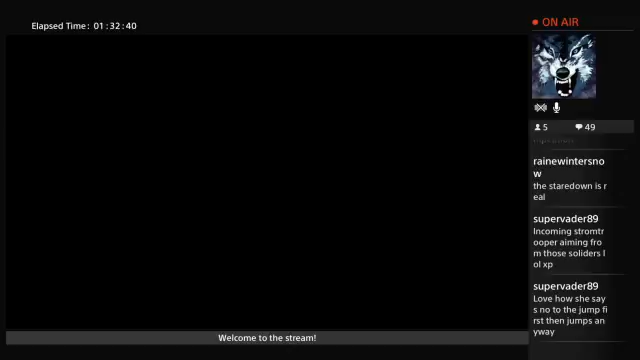 Elapsed Time: 01:32:40
ON AIR
5
49
rainewintersno
w
the staredown is r
eal
supervader89
Incoming stromtr
ooper aiming fro
m those soliders l
ol xp
supervader89
Love how she say
s no to the jump fi
rst then jumps an
yway
Welcome to the stream!